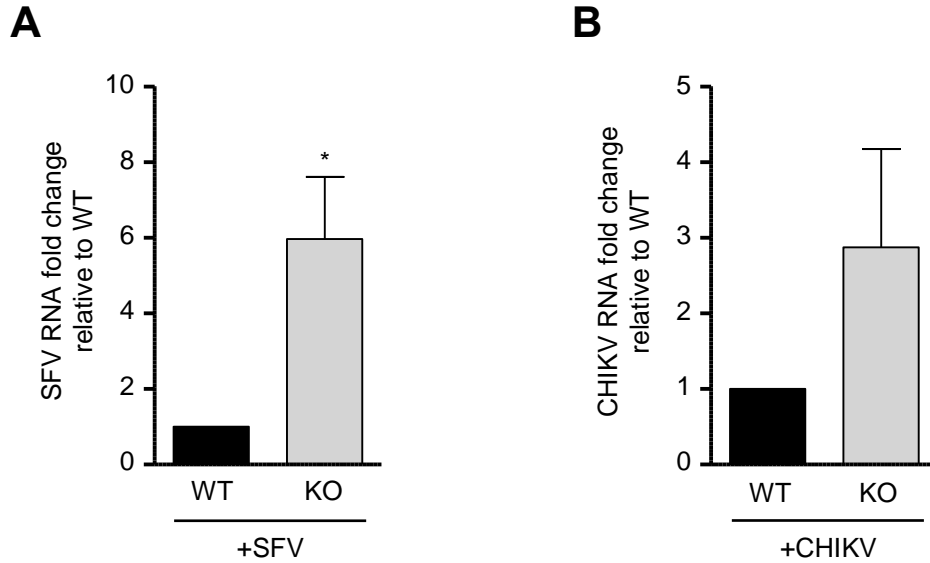 A
SFV RNA fold change
relative to WT
10
8
6
4
2
0
*
WT KO
+SFV
B
CHIKV RNA fold change
relative to WT
5
4
3
2
1
0
WT KO
+CHIKV